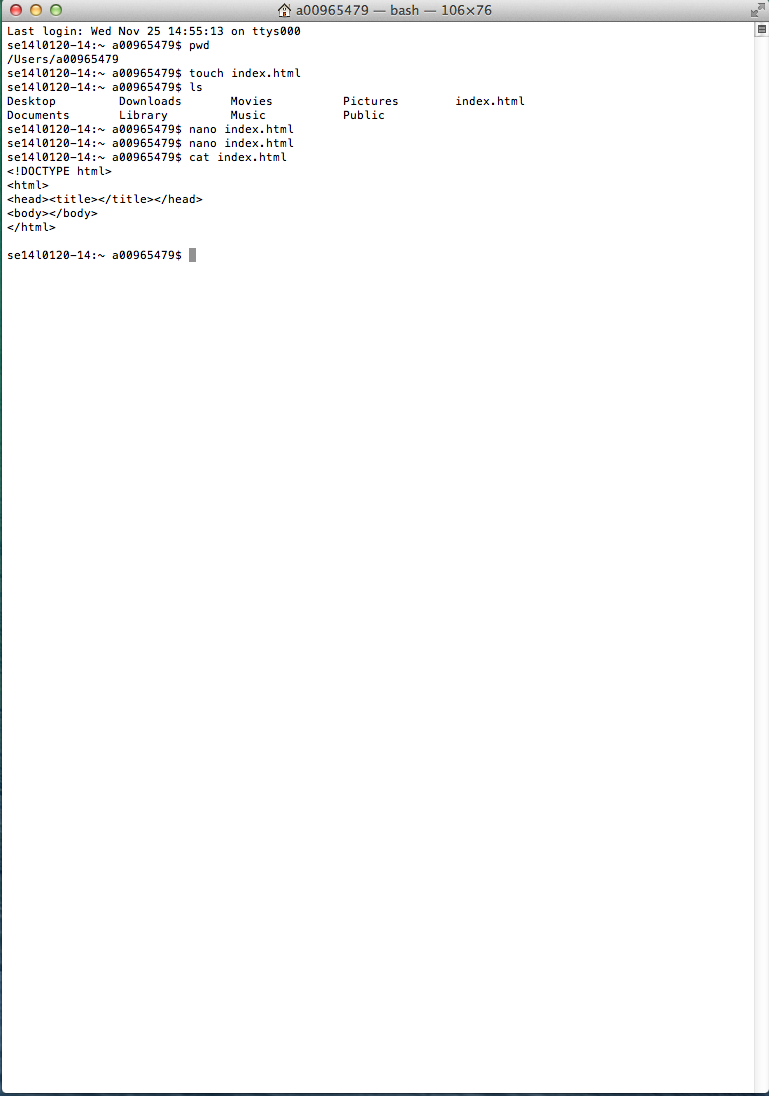 a00965479 — bash — 106×76
Last login: Wed Nov 25 14:55:13 on ttys000
se14l0120-14:~ a00965479$ pwd
/Users/a00965479
se14l0120-14:~ a00965479$ touch index.html
se14l0120-14:~ a00965479$ ls
Desktop         Downloads       Movies          Pictures        index.html
Documents       Library         Music           Public
se14l0120-14:~ a00965479$ nano index.html
se14l0120-14:~ a00965479$ nano index.html
se14l0120-14:~ a00965479$ cat index.html
<!DOCTYPE html>
<html>
<head><title></title></head>
<body></body>
</html>

se14l0120-14:~ a00965479$